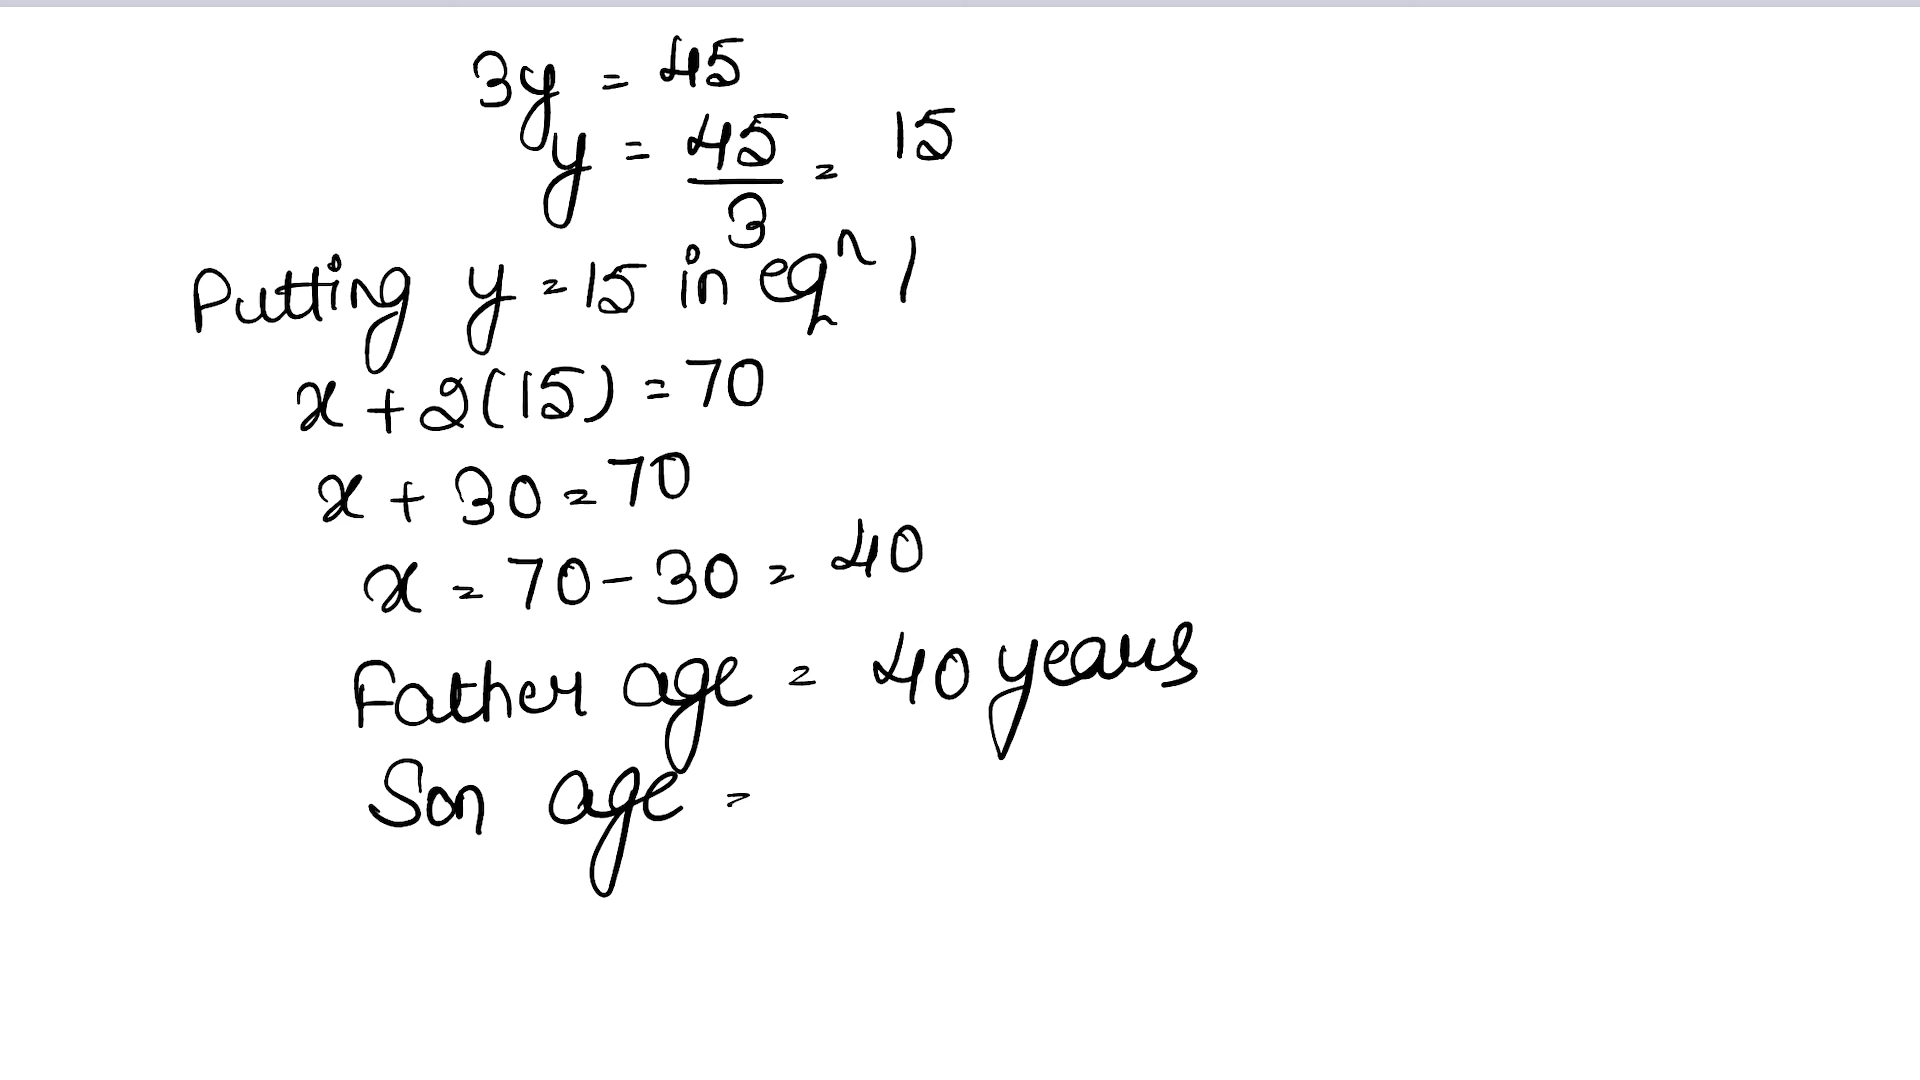 3y = 45
y = 45/3 = 15
Putting y = 15 in eqⁿ 1
x + 2(15) = 70
x + 30 = 70
x = 70 - 30 = 40
Father age = 40 years
Son age =